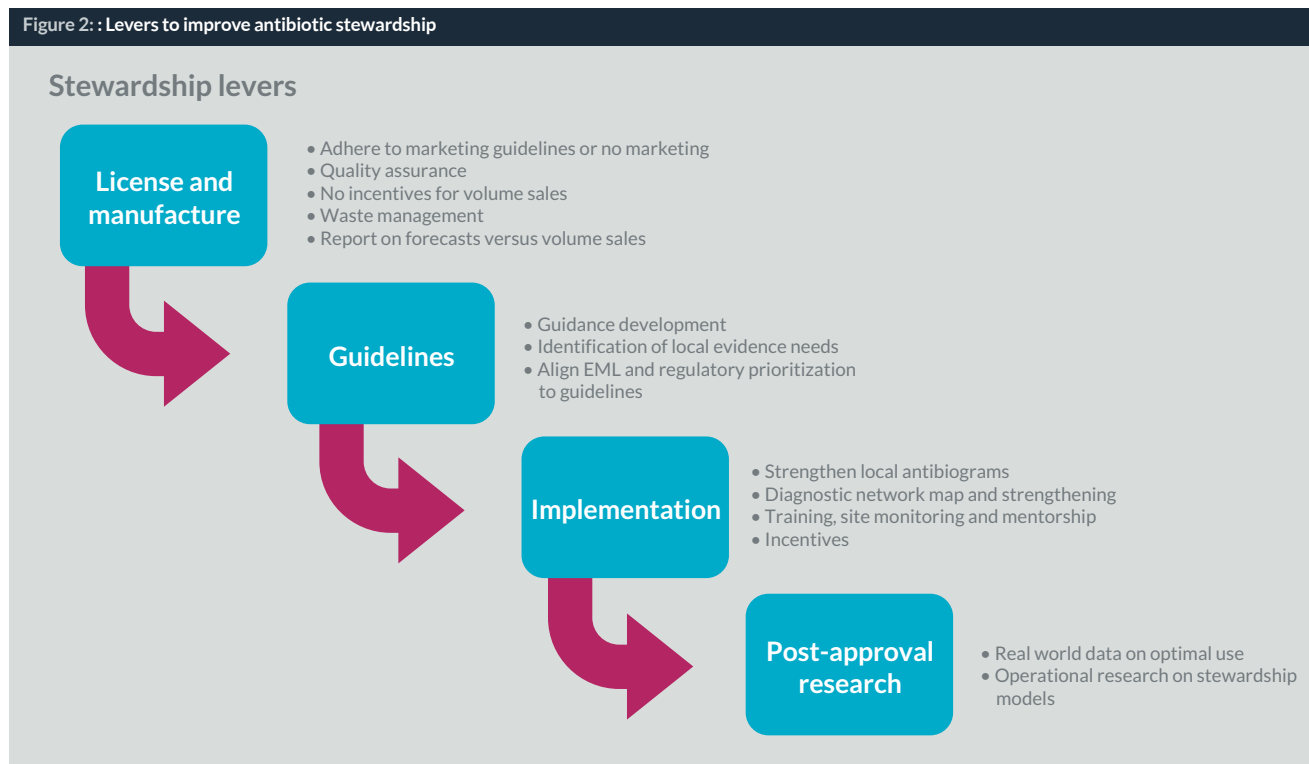 Figure 2: : Levers to improve antibiotic stewardship
Stewardship levers
License and
manufacture
• Adhere to marketing guidelines or no marketing
• Quality assurance
• No incentives for volume sales
• Waste management
• Report on forecasts versus volume sales
Guidelines
• Guidance development
• Identification of local evidence needs
• Align EML and regulatory prioritization
to guidelines
Implementation
• Strengthen local antibiograms
• Diagnostic network map and strengthening
• Training, site monitoring and mentorship
• Incentives
Post-approval
research
• Real world data on optimal use
• Operational research on stewardship
models